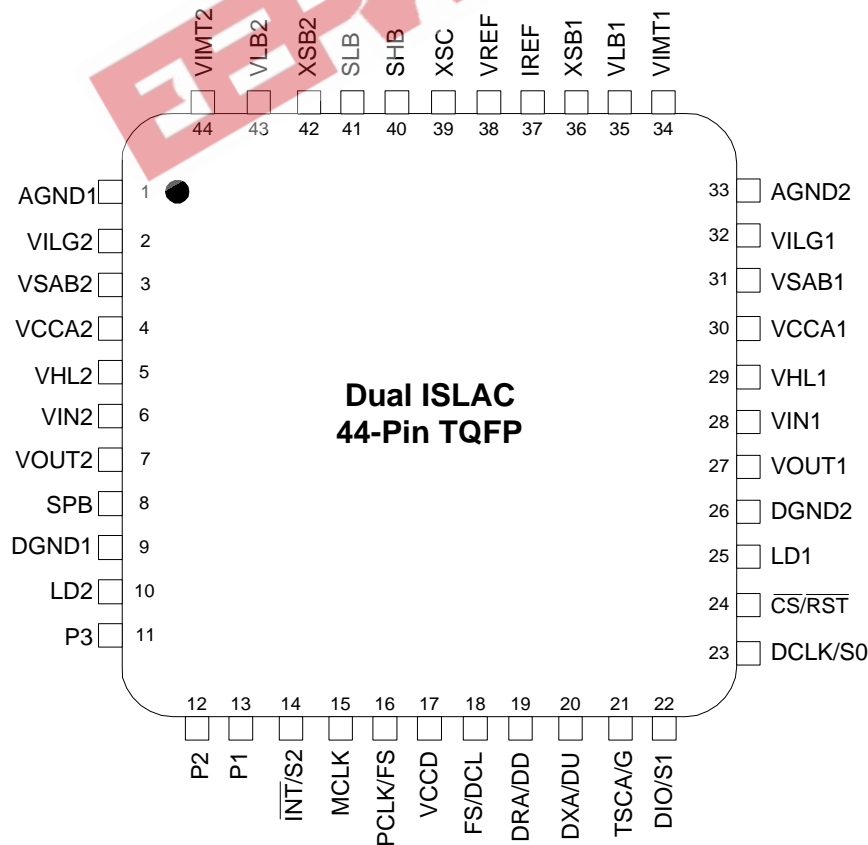 VIMT2
VLB2
XSB2
SLB
SHB
XSC
VREF
IREF
XSB1
VLB1
VIMT1
44
43
42
41
40
39
38
37
36
35
34
AGND1 1
VILG2 2
VSAB2 3
VCCA2 4
VHL2 5
VIN2 6
VOUT2 7
SPB 8
DGND1 9
LD2 10
P3 11
Dual ISLAC
44-Pin TQFP
33 AGND2
32 VILG1
31 VSAB1
30 VCCA1
29 VHL1
28 VIN1
27 VOUT1
26 DGND2
25 LD1
24 CS/RST
23 DCLK/S0
12
13
14
15
16
17
18
19
20
21
22
P2
P1
INT/S2
MCLK
PCLK/FS
VCCD
FS/DCL
DRA/DD
DXA/DU
TSCA/G
DIO/S1